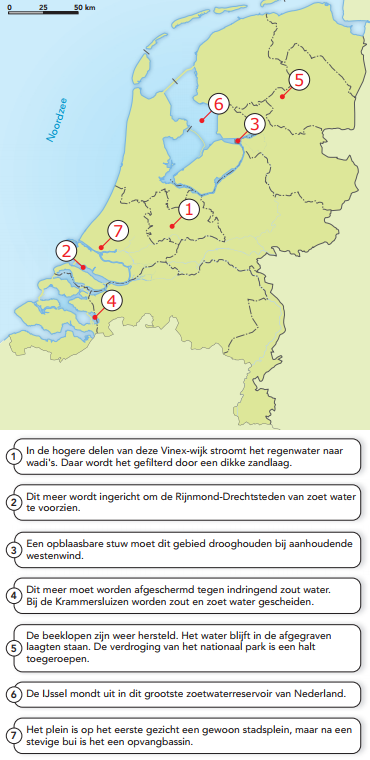 0 25 50 km
Noordzee
5
6
3
1
7
2
4
1 In de hogere delen van deze Vinex-wijk stroomt het regenwater naar
wadi's. Daar wordt het gefilterd door een dikke zandlaag.
2 Dit meer wordt ingericht om de Rijnmond-Drechtsteden van zoet water
te voorzien.
3 Een opblaasbare stuw moet dit gebied drooghouden bij aanhoudende
westenwind.
4 Dit meer moet worden afgeschermd tegen indringend zout water.
Bij de Krammersluizen worden zout en zoet water gescheiden.
5 De beeklopen zijn weer hersteld. Het water blijft in de afgegraven
laagten staan. De verdroging van het nationaal park is een halt
toegeroepen.
6 De IJssel mondt uit in dit grootste zoetwaterreservoir van Nederland.
7 Het plein is op het eerste gezicht een gewoon stadsplein, maar na een
stevige bui is het een opvangbassin.